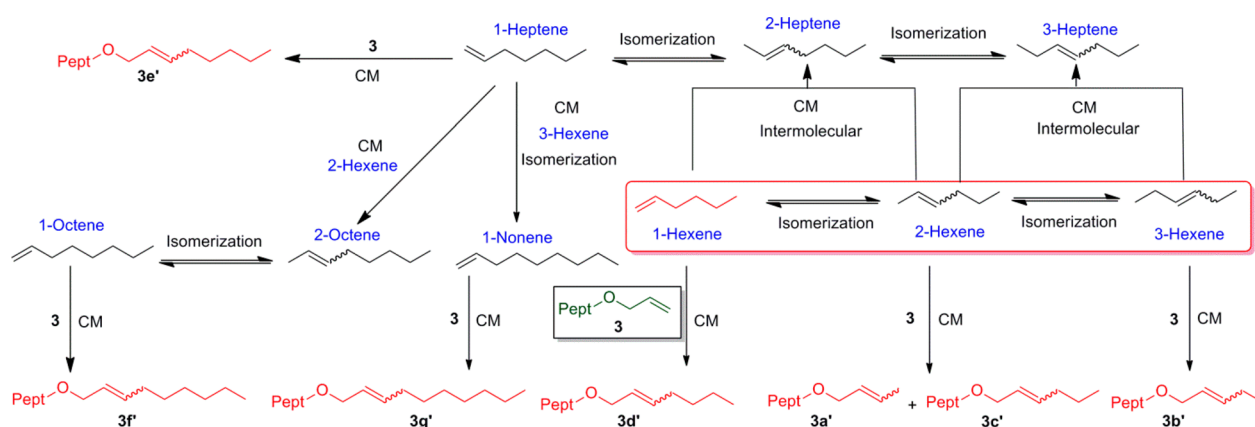 1-Heptene
2-Heptene
3-Heptene
Isomerization
Isomerization
Pept
O
3
CM
3e'
CM
3-Hexene
Isomerization
CM
2-Hexene
CM
Intermolecular
CM
Intermolecular
1-Octene
Isomerization
2-Octene
1-Nonene
1-Hexene
Isomerization
2-Hexene
Isomerization
3-Hexene
Pept
O
3
3
CM
3
CM
CM
3
CM
3
CM
Pept
O
3f'
Pept
O
3g'
Pept
O
3d'
Pept
O
3a'
+
Pept
O
3c'
Pept
O
3b'